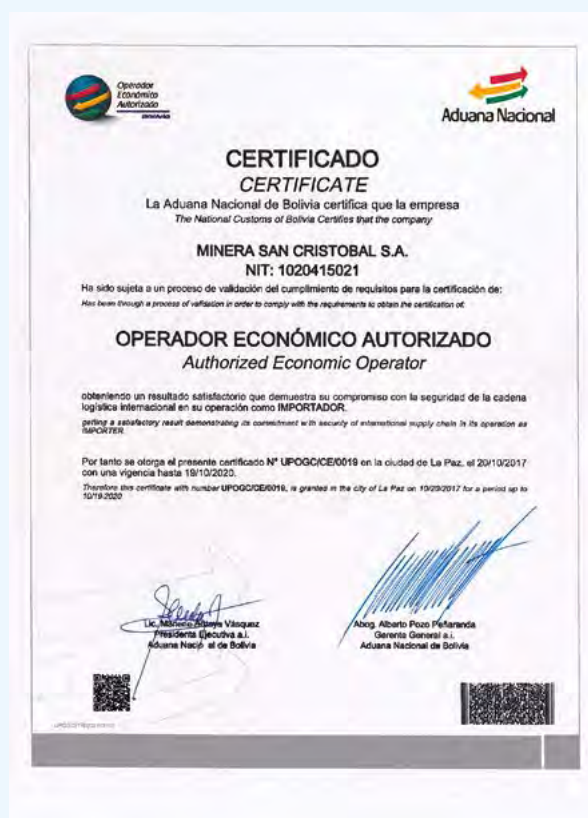 Operador
Económico
Autorizado
BOLIVIA
Aduana Nacional
CERTIFICADO
CERTIFICATE
La Aduana Nacional de Bolivia certifica que la empresa
The National Customs of Bolivia Certifies that the company
MINERA SAN CRISTOBAL S.A.
NIT: 1020415021
Ha sido sujeta a un proceso de validación del cumplimiento de requisitos para la certificación de:
Has been through a process of validation in order to comply with the requirements to obtain the certification of:
OPERADOR ECONÓMICO AUTORIZADO
Authorized Economic Operator
obteniendo un resultado satisfactorio que demuestra su compromiso con la seguridad de la cadena
logística internacional en su operación como IMPORTADOR.
getting a satisfactory result demonstrating its commitment with security of international supply chain in its operation as
IMPORTER.
Por tanto se otorga el presente certificado N° UPOGC/CE/0019 en la ciudad de La Paz, el 20/10/2017
con una vigencia hasta 19/10/2020.
Therefore this certificate with number UPOGC/CE/0019, is granted in the city of La Paz on 10/20/2017 for a period up to
10/19/2020
Lic. Vásquez
Presidenta Ejecutiva a.i.
Aduana Nacional de Bolivia
Abog. Alberto Pozo Peñaranda
Gerente General a.i.
Aduana Nacional de Bolivia